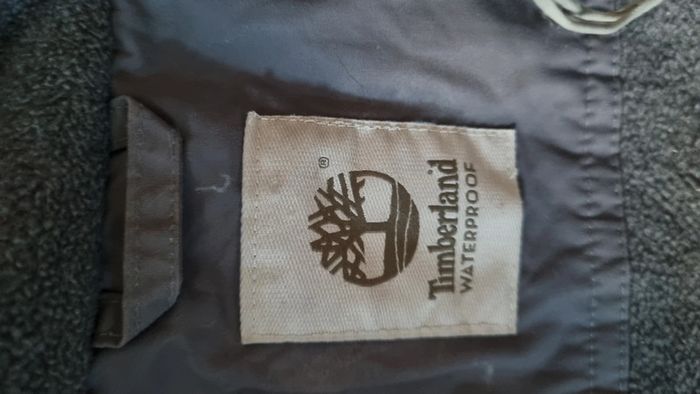 ®
Timberland
WATERPROOF